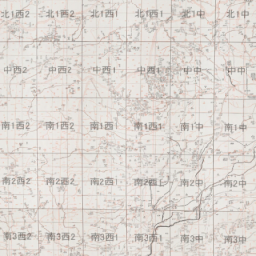 北1西2 北1西2 北1西1 北1西1 北1中 北1中
中西2 中西2 中西1 中西1 中中 中中
南1西2 南1西2 南1西1 南1西1 南1中 南1中
南2西2 南2西2 南2西1 南2西1 南2中 南2中
南3西2 南3西2 南3西1 南3西1 南3中 南3中